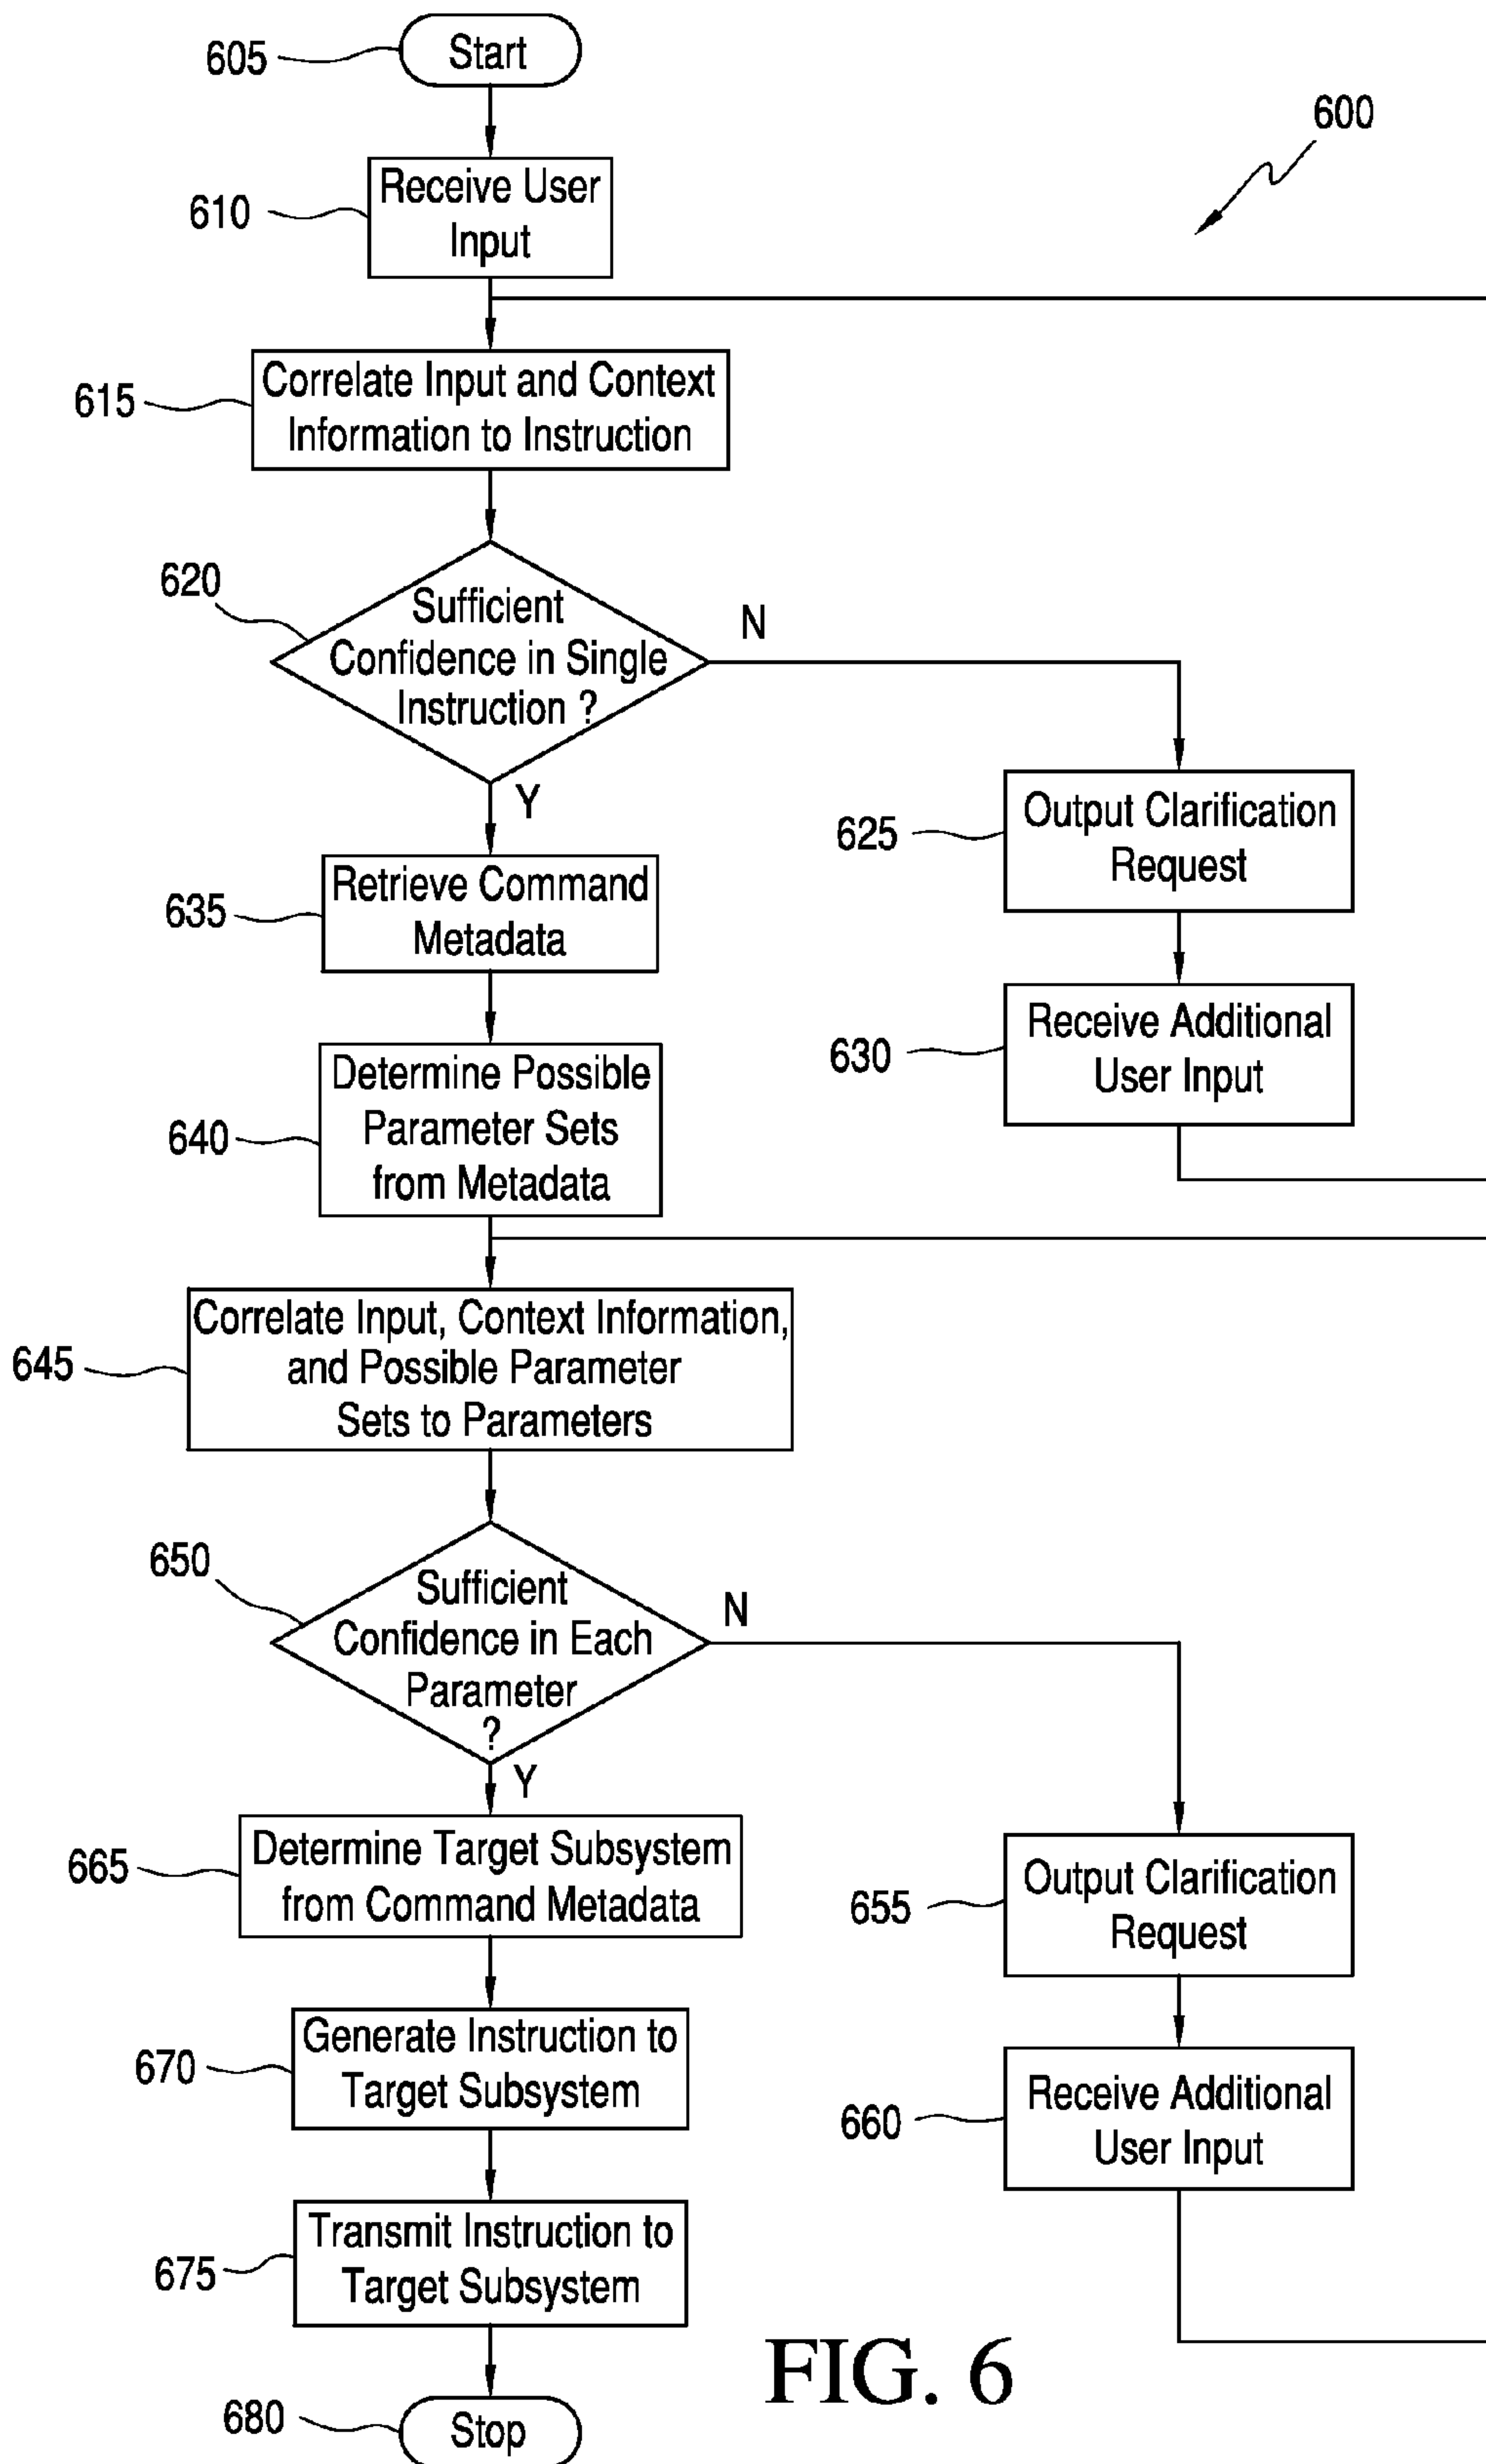 605
Start
600
610
Receive User
Input
615
Correlate Input and Context
Information to Instruction
620
Sufficient
Confidence in Single
Instruction ?
N
Y
625
Output Clarification
Request
635
Retrieve Command
Metadata
630
Receive Additional
User Input
640
Determine Possible
Parameter Sets
from Metadata
645
Correlate Input, Context Information,
and Possible Parameter
Sets to Parameters
650
Sufficient
Confidence in Each
Parameter
?
N
Y
665
Determine Target Subsystem
from Command Metadata
655
Output Clarification
Request
670
Generate Instruction to
Target Subsystem
660
Receive Additional
User Input
675
Transmit Instruction to
Target Subsystem
FIG. 6
680
Stop